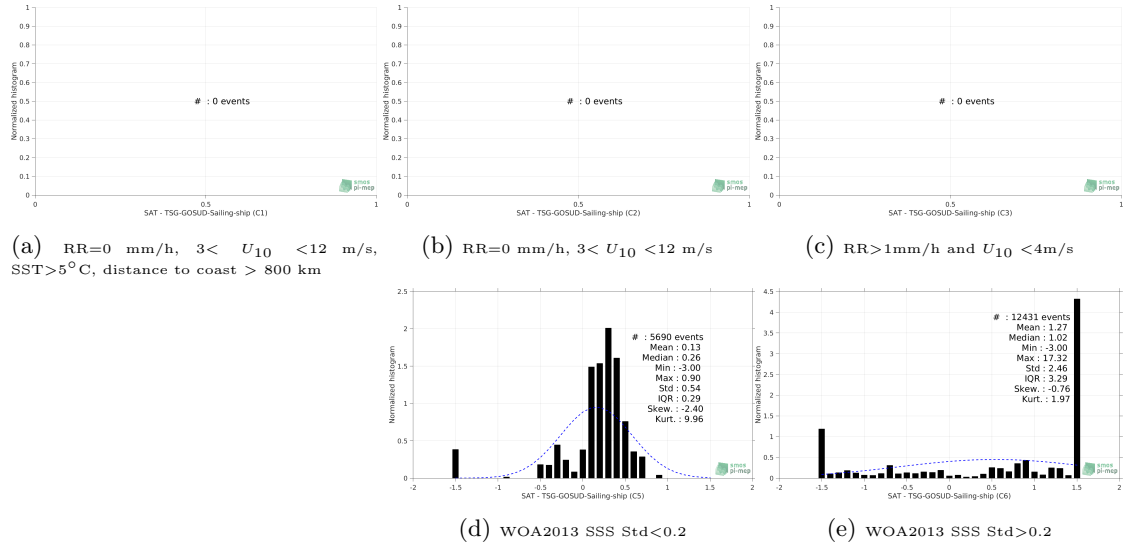 1
0.9
0.8
0.7
0.6
0.5
0.4
0.3
0.2
0.1
0
Normalized histogram
# : 0 events
smos
pi-mep
0 0.5 1
SAT - TSG-GOSUD-Sailing-ship (C1)
1
0.9
0.8
0.7
0.6
0.5
0.4
0.3
0.2
0.1
0
Normalized histogram
# : 0 events
smos
pi-mep
0 0.5 1
SAT - TSG-GOSUD-Sailing-ship (C2)
1
0.9
0.8
0.7
0.6
0.5
0.4
0.3
0.2
0.1
0
Normalized histogram
# : 0 events
smos
pi-mep
0 0.5 1
SAT - TSG-GOSUD-Sailing-ship (C3)
(a) RR=0 mm/h, 3< U10 <12 m/s,
SST>5°C, distance to coast > 800 km
(b) RR=0 mm/h, 3< U10 <12 m/s
(c) RR>1mm/h and U10 <4m/s
2.5
2
1.5
1
0.5
0
Normalized histogram
# : 5690 events
Mean : 0.13
Median : 0.26
Min : -3.00
Max : 0.90
Std : 0.54
IQR : 0.29
Skew. : -2.40
Kurt. : 9.96
smos
pi-mep
-2 -1.5 -1 -0.5 0 0.5 1 1.5 2
SAT - TSG-GOSUD-Sailing-ship (C5)
4.5
4
3.5
3
2.5
2
1.5
1
0.5
0
Normalized histogram
# : 12431 events
Mean : 1.27
Median : 1.02
Min : -3.00
Max : 17.32
Std : 2.46
IQR : 3.29
Skew. : -0.76
Kurt. : 1.97
smos
pi-mep
-2 -1.5 -1 -0.5 0 0.5 1 1.5 2
SAT - TSG-GOSUD-Sailing-ship (C6)
(d) WOA2013 SSS Std<0.2
(e) WOA2013 SSS Std>0.2